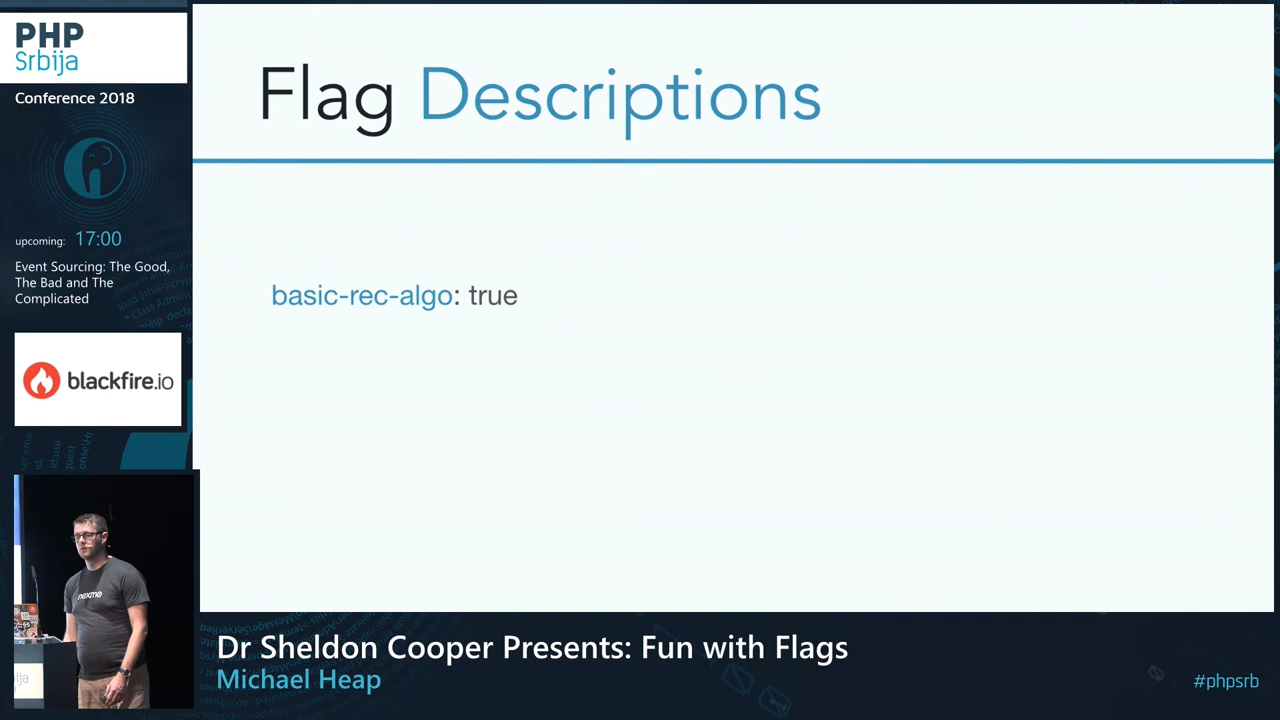 PHP
Srbija
Conference 2018
upcoming: 17:00
Event Sourcing: The Good,
The Bad and The
Complicated
blackfire.io
Flag Descriptions
basic-rec-algo: true
nexmo
Dr Sheldon Cooper Presents: Fun with Flags
Michael Heap
#phpsrb